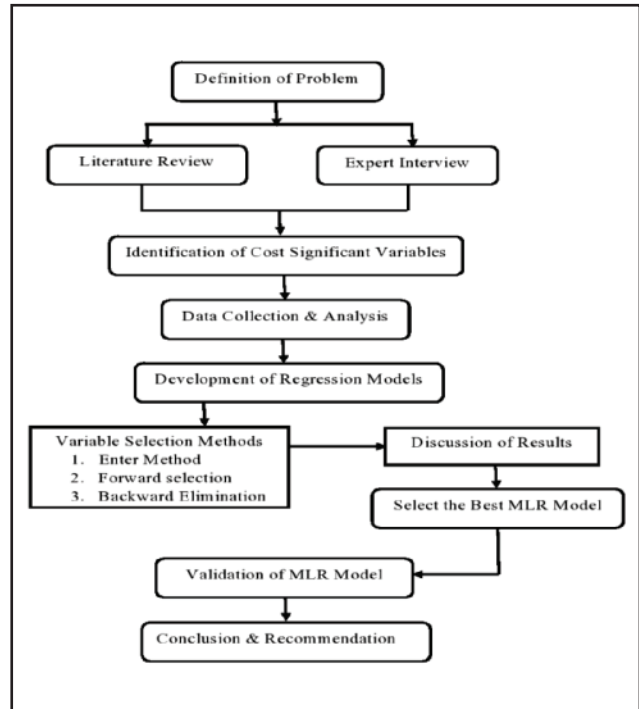 Definition of Problem
Literature Review
Expert Interview
Identification of Cost Significant Variables
Data Collection & Analysis
Development of Regression Models
Variable Selection Methods
1. Enter Method
2. Forward selection
3. Backward Elimination
Discussion of Results
Select the Best MLR Model
Validation of MLR Model
Conclusion & Recommendation